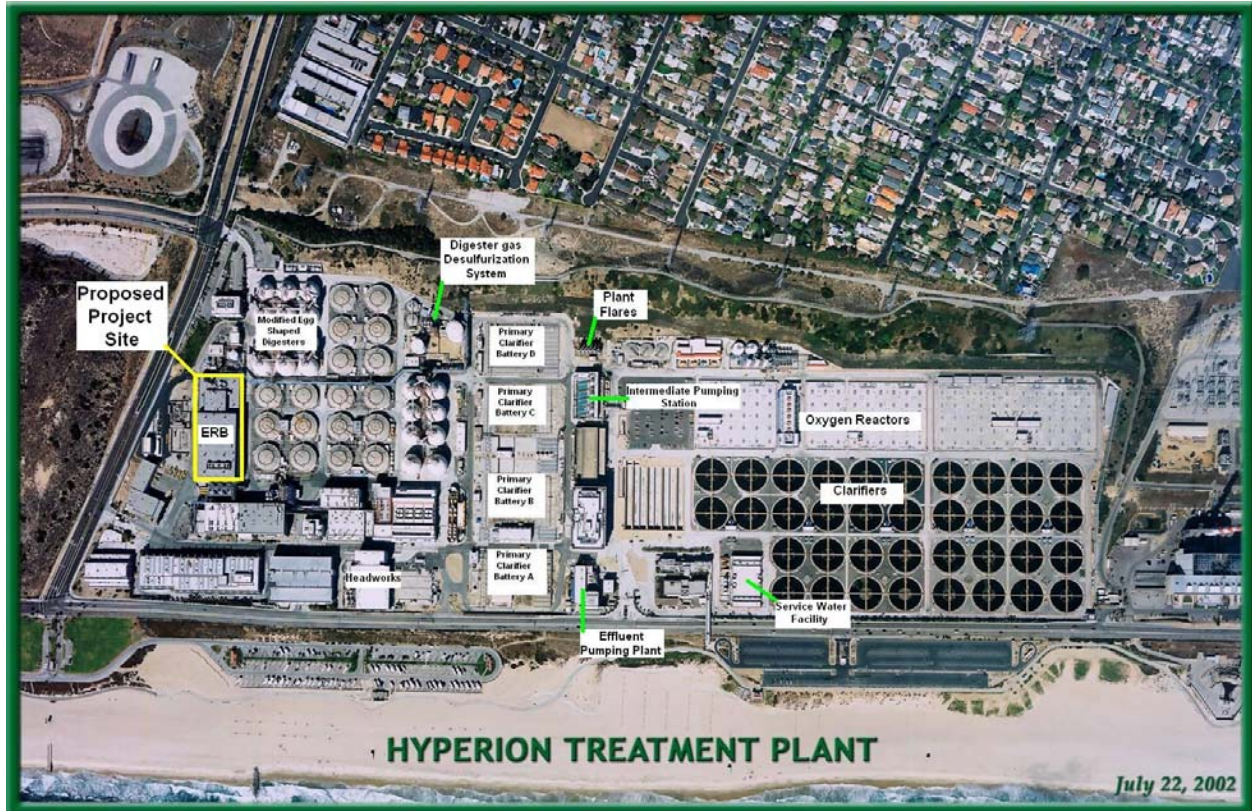 Digester gas
Desulfurization
System
Proposed
Project
Site
Plant
Flares
Modified Egg
Shaped
Digesters
Primary
Clarifier
Battery D
Primary
Clarifier
Battery C
Intermediate Pumping
Station
Oxygen Reactors
ERB
Primary
Clarifier
Battery B
Clarifiers
Headworks
Primary
Clarifier
Battery A
Service Water
Facility
Effluent
Pumping Plant
HYPERION TREATMENT PLANT
July 22, 2002